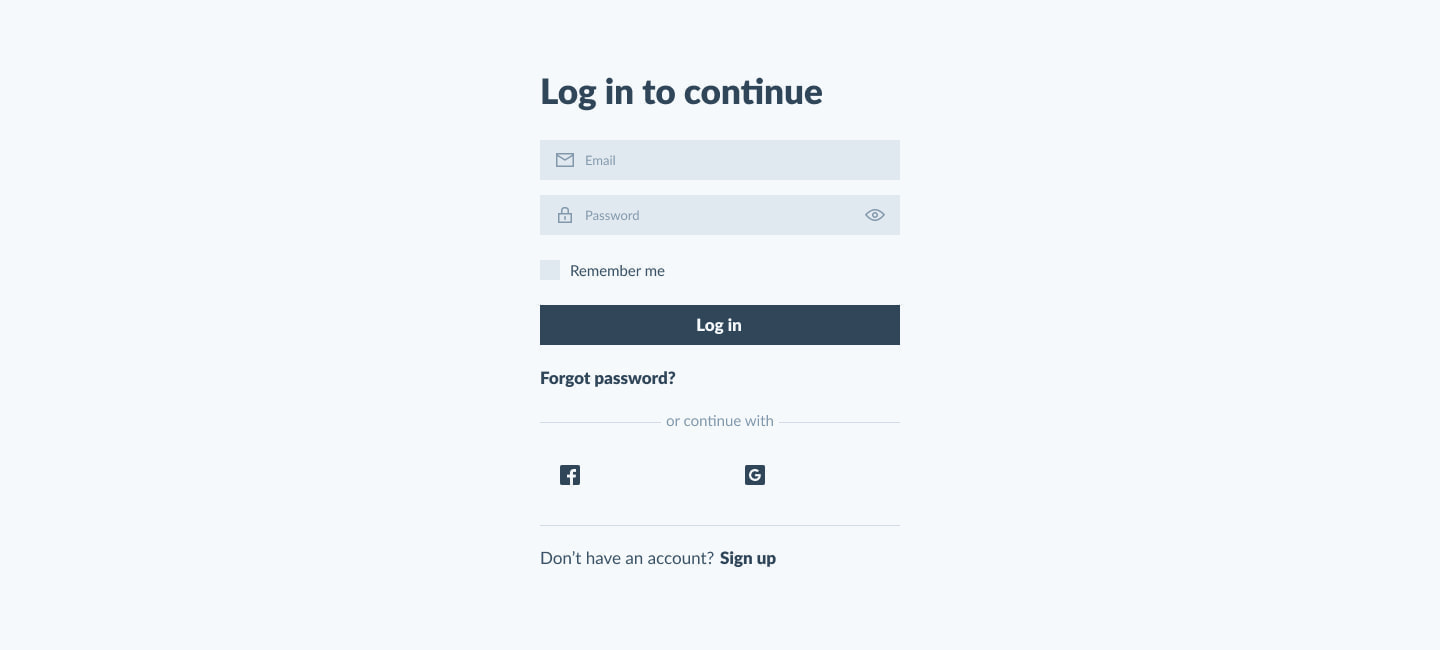 Log in to continue
Email
Password
Remember me
Log in
Forgot password?
or continue with
Don’t have an account? Sign up